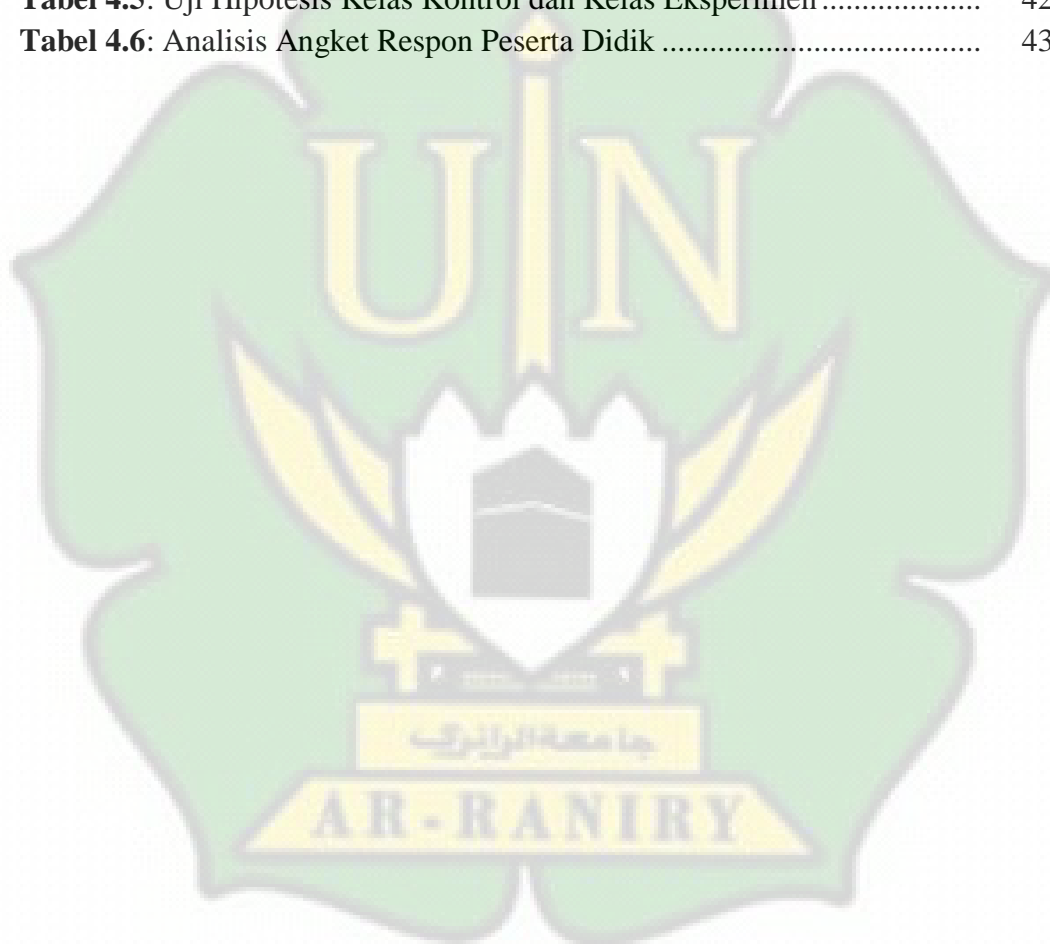 Tabel 4.5: Uji Hipotesis Kelas Kontrol dan Kelas Eksperimen .................... 42
Tabel 4.6: Analisis Angket Respon Peserta Didik ..................................... 43
UIN
جامعة الرانري
AR-RANIRY